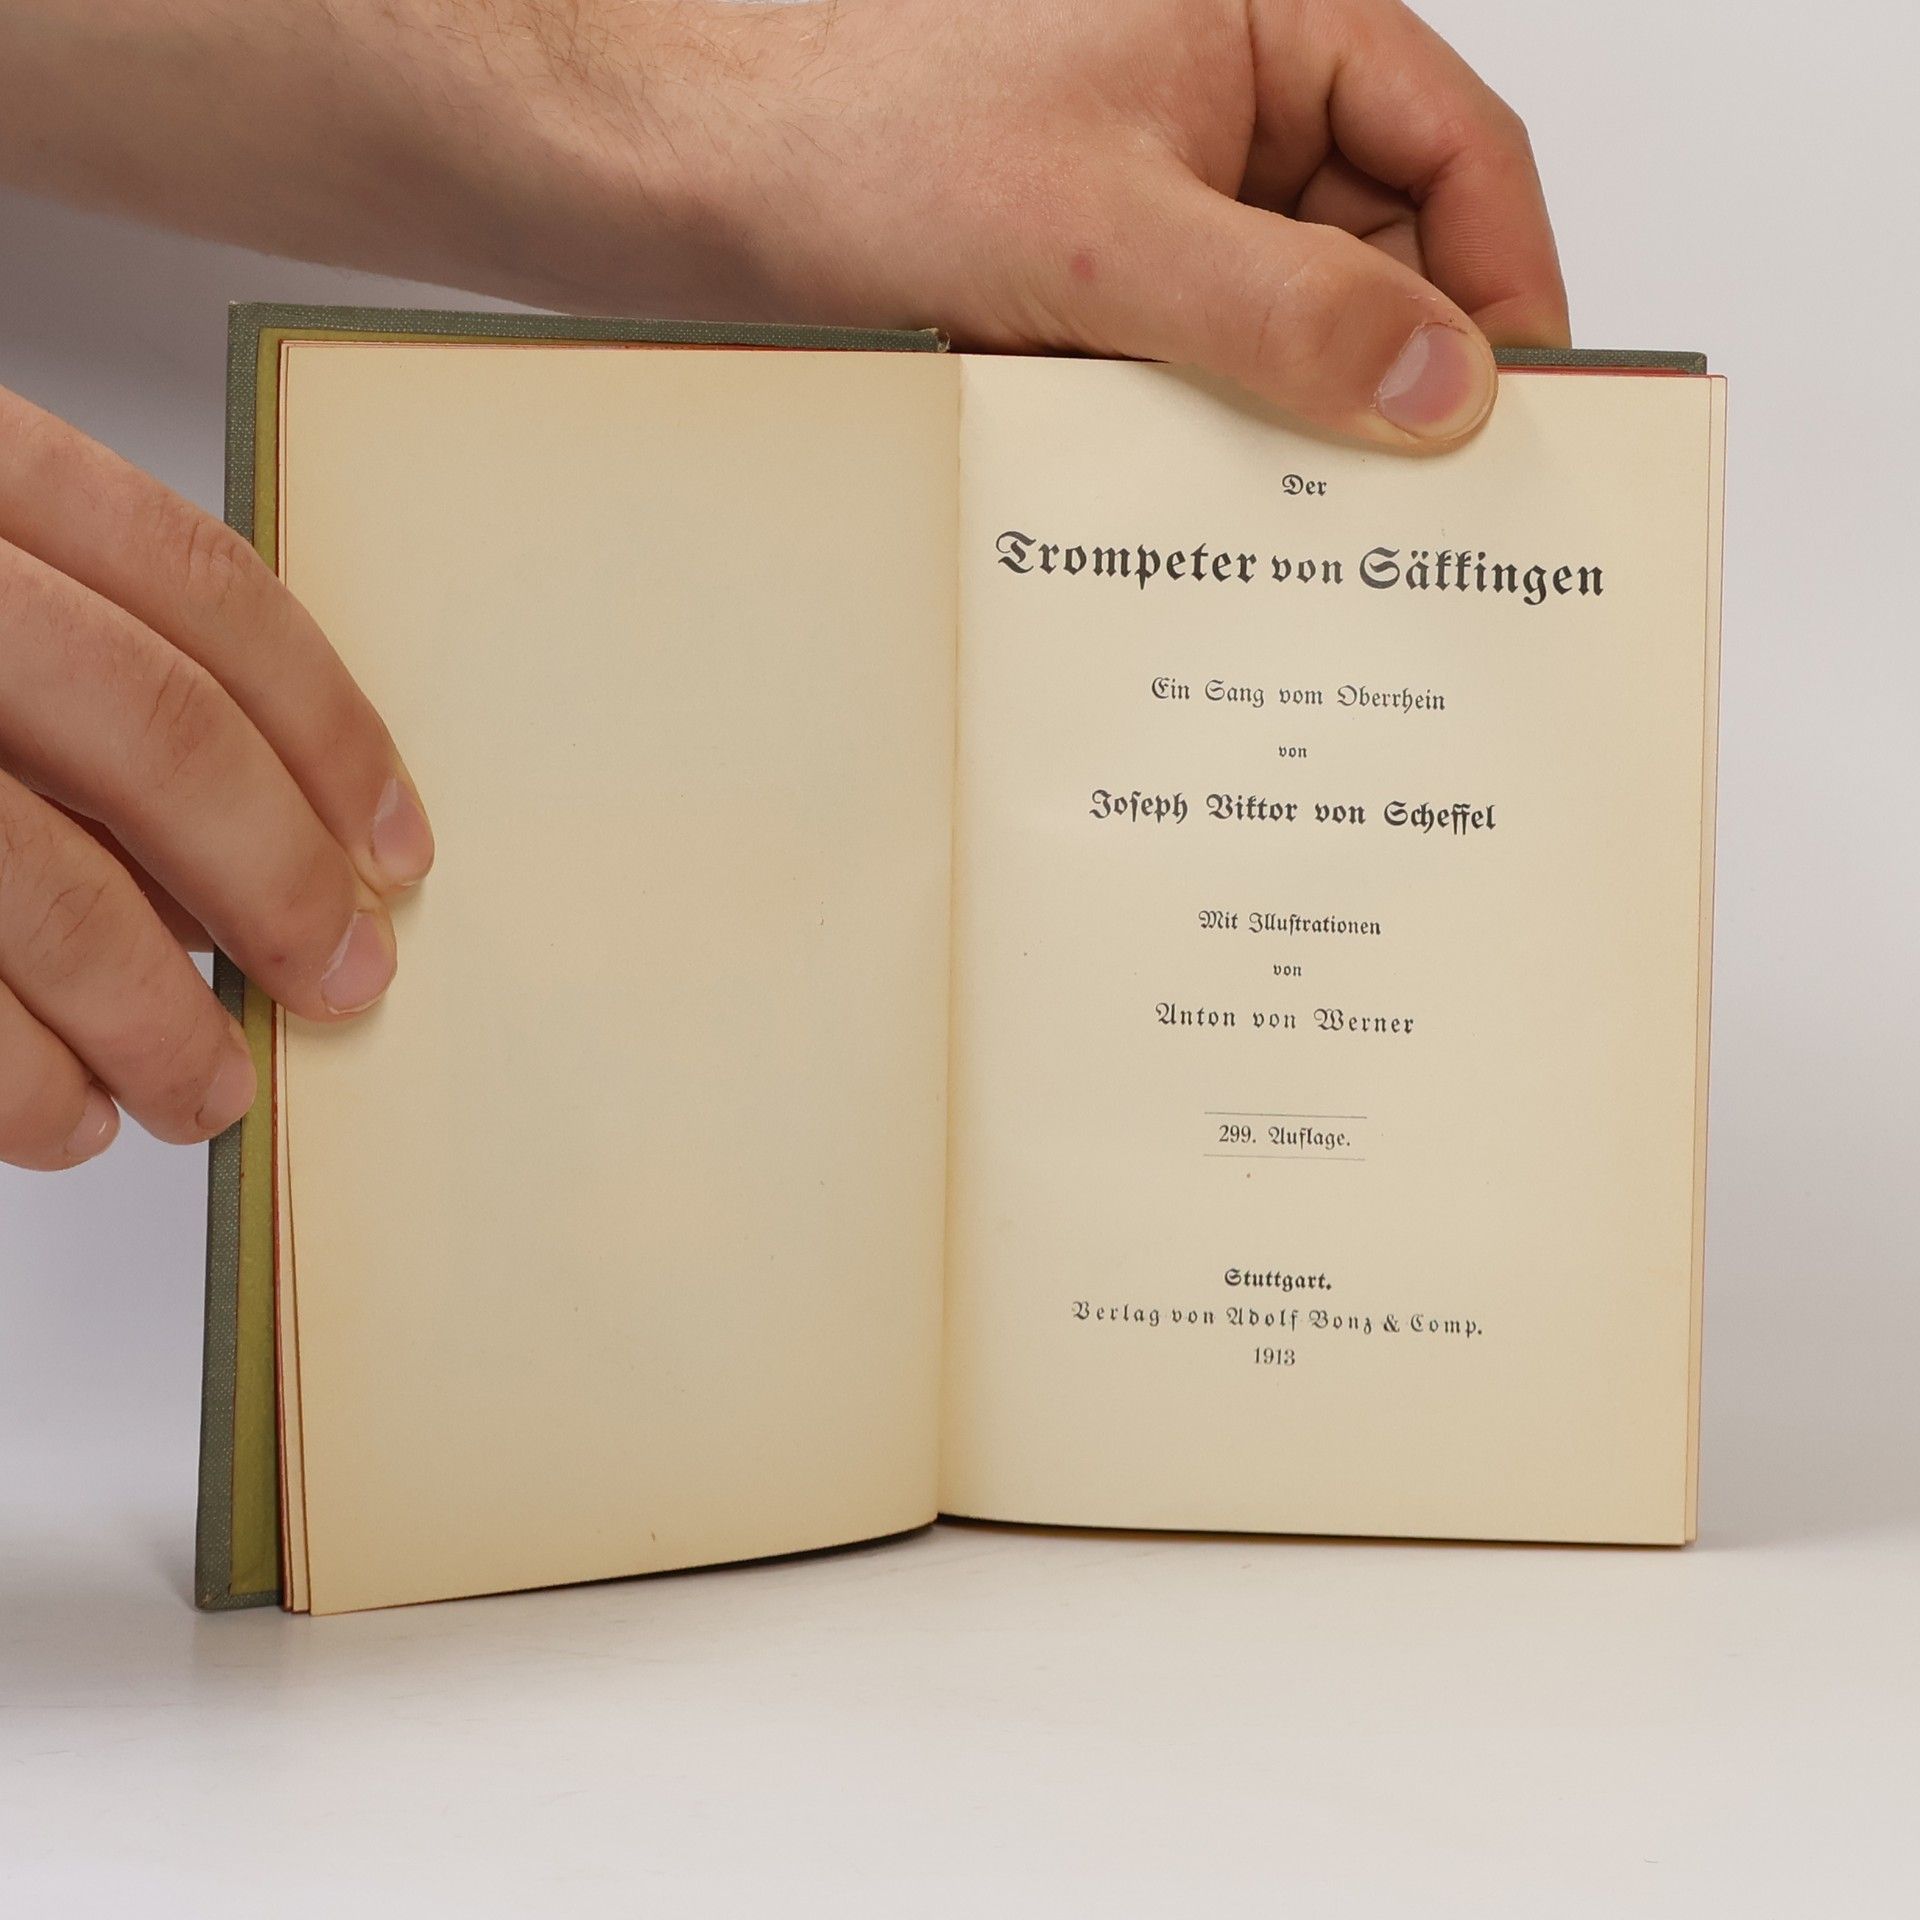 Der
Trompeter von Säkkingen
Ein Sang vom Oberrhein
von
Joseph Viktor von Scheffel
Mit Illustrationen
von
Anton von Werner
299. Auflage.
Stuttgart.
Verlag von Adolf Bonz & Comp.
1913